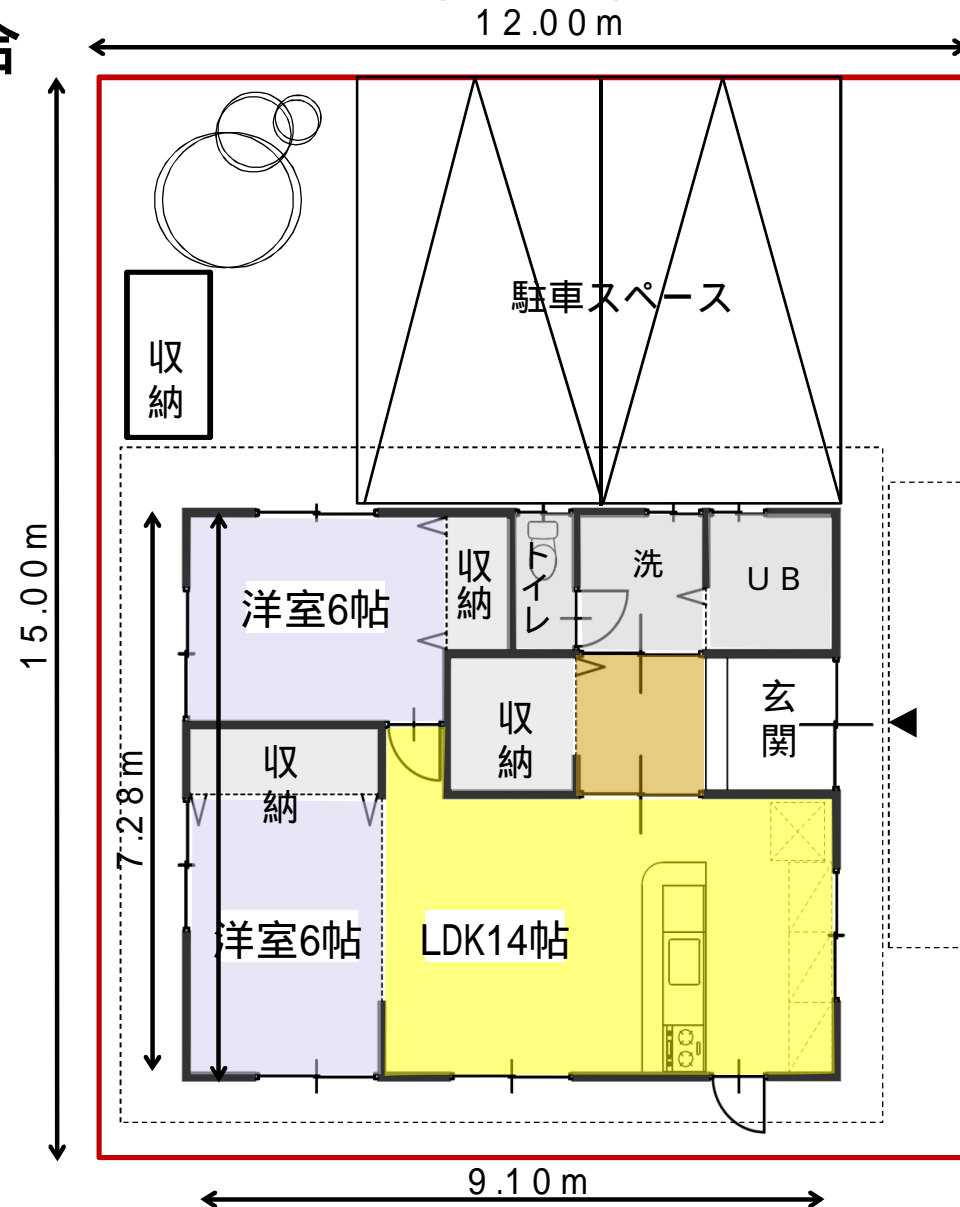 12.00m
駐車スペース
収納
15.00m
洋室6帖
収納
トイレ
洗
UB
収納
玄関
収納
7.28m
洋室6帖
LDK14帖
9.10m